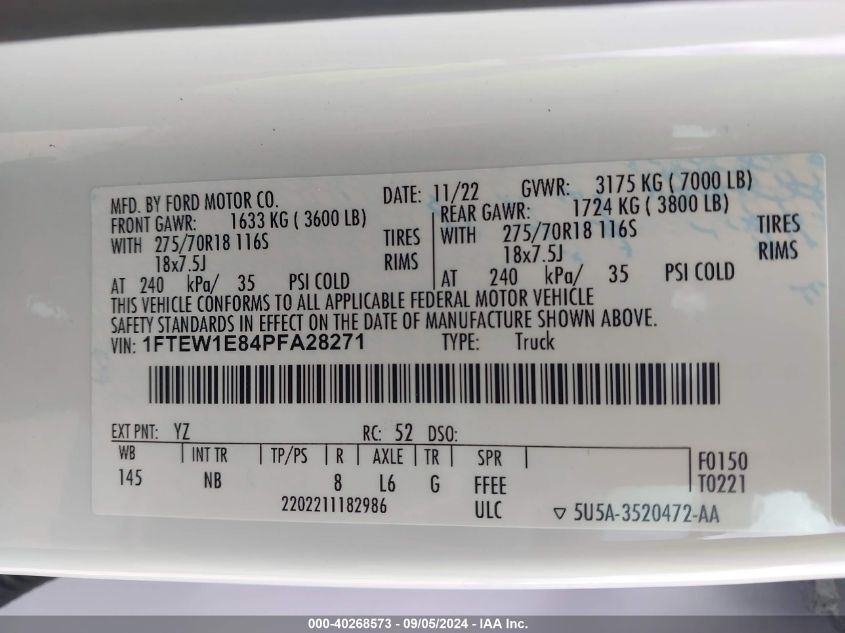 MFD. BY FORD MOTOR CO. DATE: 11/22 GVWR: 3175 KG ( 7000 LB)
FRONT GAWR: 1633 KG ( 3600 LB) REAR GAWR: 1724 KG ( 3800 LB)
WITH 275/70R18 116S TIRES WITH 275/70R18 116S TIRES
18x7.5J RIMS 18x7.5J RIMS
AT 240 kPa/ 35 PSI COLD AT 240 kPa/ 35 PSI COLD
THIS VEHICLE CONFORMS TO ALL APPLICABLE FEDERAL MOTOR VEHICLE
SAFETY STANDARDS IN EFFECT ON THE DATE OF MANUFACTURE SHOWN ABOVE.
VIN: 1FTEW1E84PFA28271 TYPE: Truck
EXT PNT: YZ RC: 52 DSO:
WB INT TR TP/PS R AXLE TR SPR F0150
145 NB 8 L6 G FFEE T0221
2202211182986 ULC ▽ 5U5A-3520472-AA
000-40268573 - 09/05/2024 - IAA Inc.